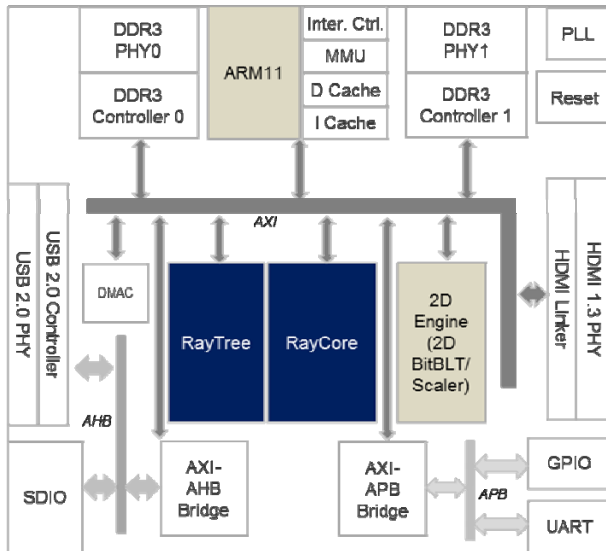 DDR3
PHY0
DDR3
Controller 0
ARM11
Inter. Ctrl.
MMU
D Cache
I Cache
DDR3
PHY1
DDR3
Controller 1
PLL
Reset
AXI
USB 2.0 PHY
USB 2.0 Controller
DMAC
RayTree
RayCore
2D
Engine
(2D
BitBLT/
Scaler)
HDMI Linker
HDMI 1.3 PHY
AHB
SDIO
AXI-
AHB
Bridge
AXI-
APB
Bridge
APB
GPIO
UART